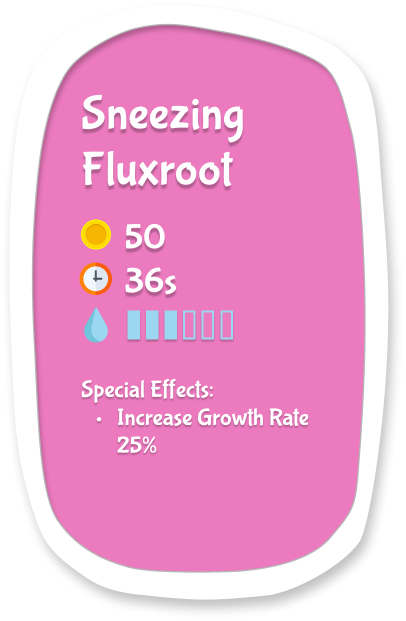 Sneezing
Fluxroot
50
36s
Special Effects:
• Increase Growth Rate
25%